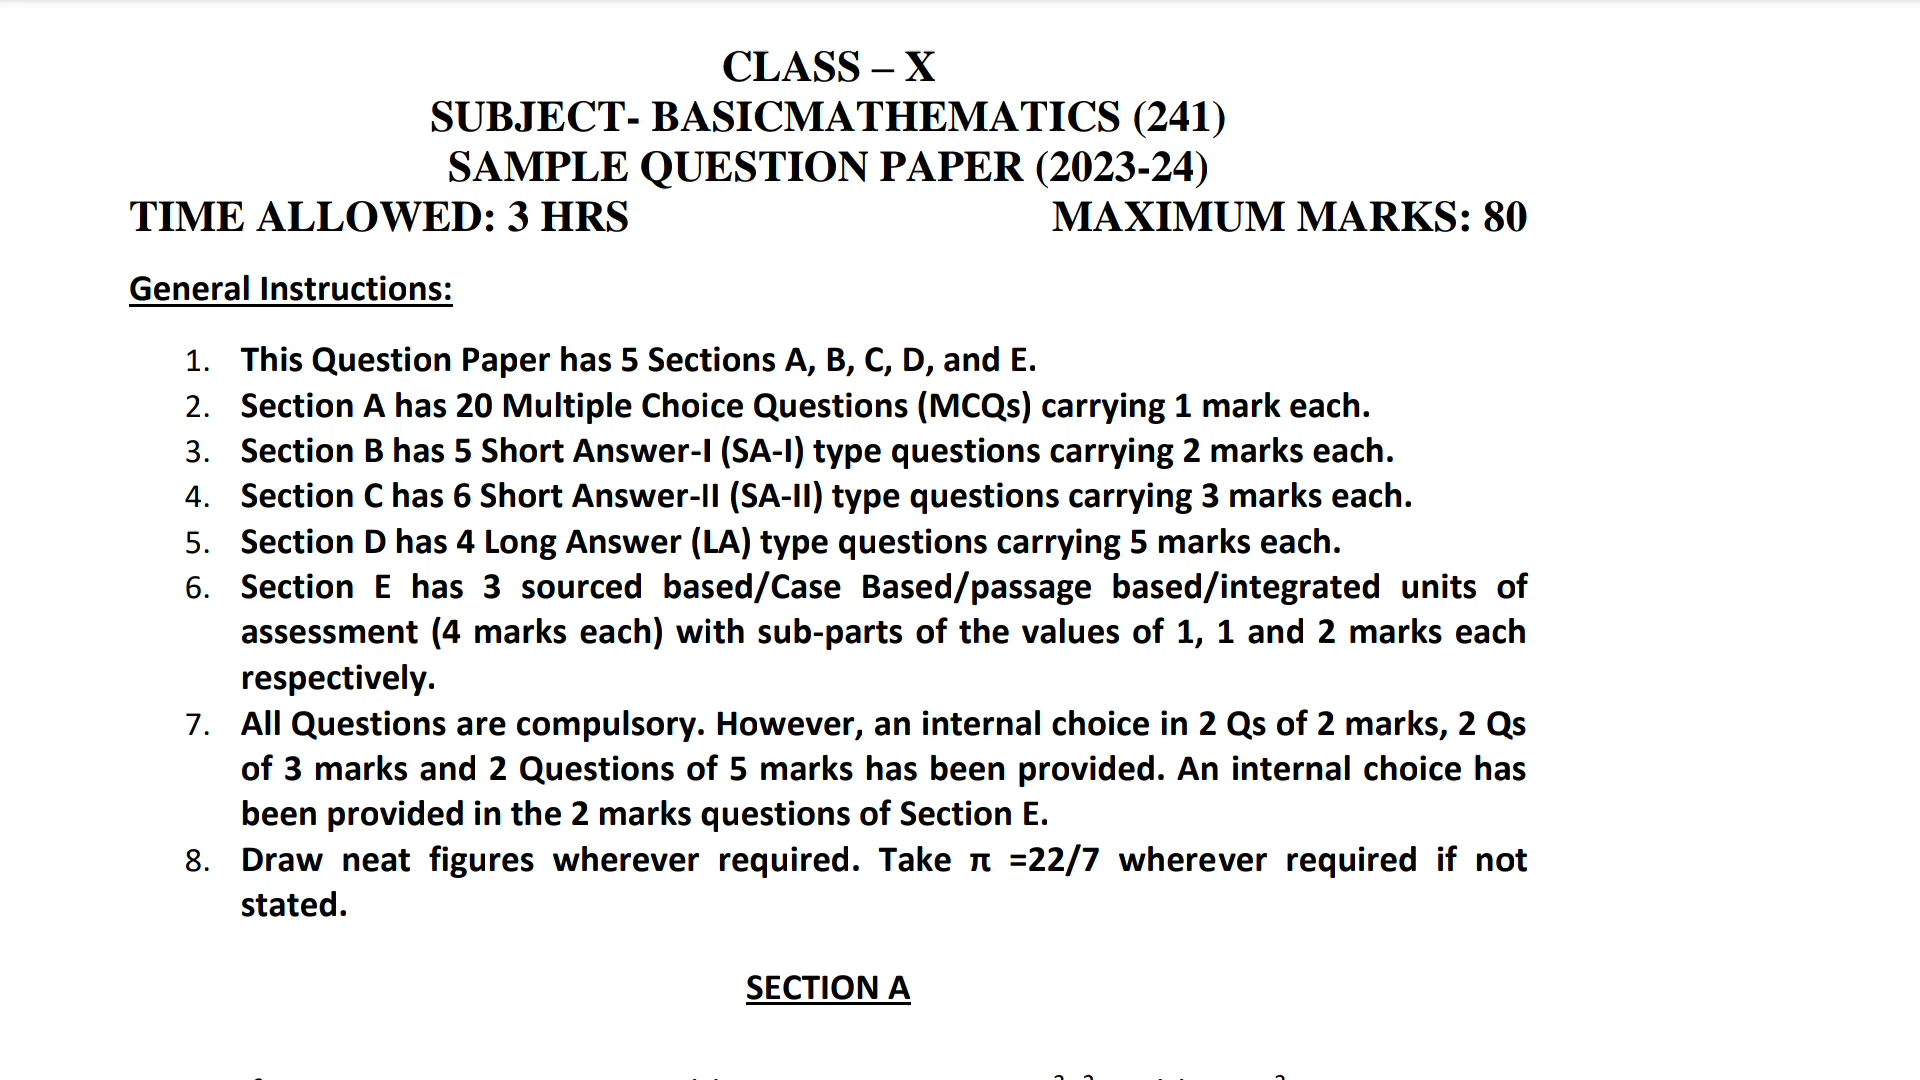 CLASS – X
SUBJECT- BASICMATHEMATICS (241)
SAMPLE QUESTION PAPER (2023-24)
TIME ALLOWED: 3 HRS MAXIMUM MARKS: 80
General Instructions:
1. This Question Paper has 5 Sections A, B, C, D, and E.
2. Section A has 20 Multiple Choice Questions (MCQs) carrying 1 mark each.
3. Section B has 5 Short Answer-I (SA-I) type questions carrying 2 marks each.
4. Section C has 6 Short Answer-II (SA-II) type questions carrying 3 marks each.
5. Section D has 4 Long Answer (LA) type questions carrying 5 marks each.
6. Section E has 3 sourced based/Case Based/passage based/integrated units of
assessment (4 marks each) with sub-parts of the values of 1, 1 and 2 marks each
respectively.
7. All Questions are compulsory. However, an internal choice in 2 Qs of 2 marks, 2 Qs
of 3 marks and 2 Questions of 5 marks has been provided. An internal choice has
been provided in the 2 marks questions of Section E.
8. Draw neat figures wherever required. Take π =22/7 wherever required if not
stated.
SECTION A